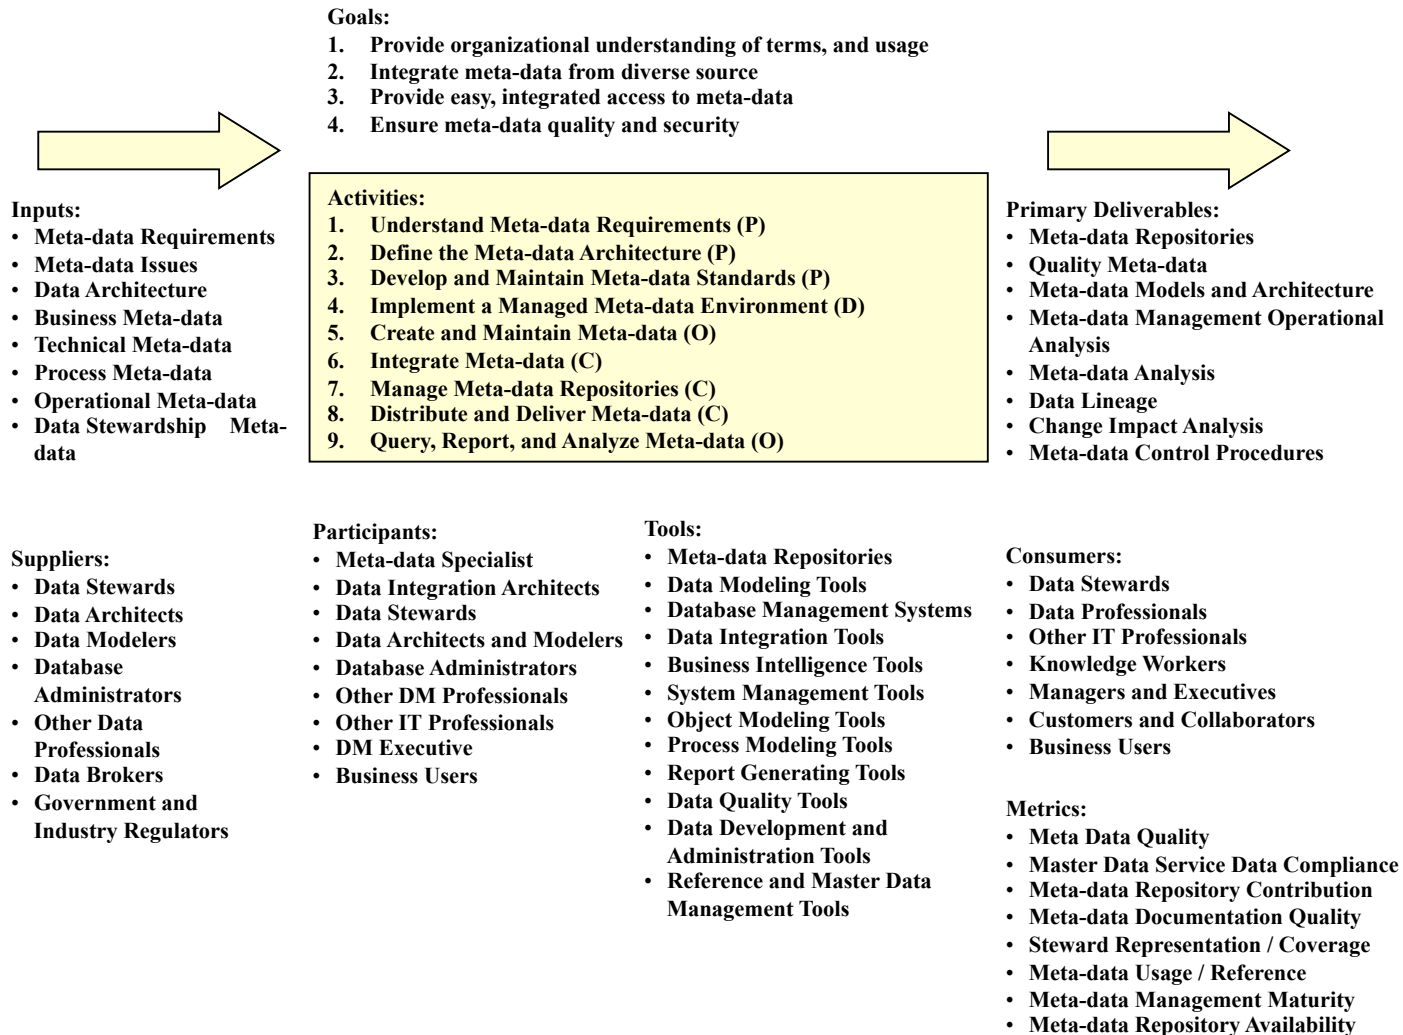 Goals:
1. Provide organizational understanding of terms, and usage
2. Integrate meta-data from diverse source
3. Provide easy, integrated access to meta-data
4. Ensure meta-data quality and security
Inputs:
• Meta-data Requirements
• Meta-data Issues
• Data Architecture
• Business Meta-data
• Technical Meta-data
• Process Meta-data
• Operational Meta-data
• Data Stewardship Meta-
data
Activities:
1. Understand Meta-data Requirements (P)
2. Define the Meta-data Architecture (P)
3. Develop and Maintain Meta-data Standards (P)
4. Implement a Managed Meta-data Environment (D)
5. Create and Maintain Meta-data (O)
6. Integrate Meta-data (C)
7. Manage Meta-data Repositories (C)
8. Distribute and Deliver Meta-data (C)
9. Query, Report, and Analyze Meta-data (O)
Primary Deliverables:
• Meta-data Repositories
• Quality Meta-data
• Meta-data Models and Architecture
• Meta-data Management Operational
Analysis
• Meta-data Analysis
• Data Lineage
• Change Impact Analysis
• Meta-data Control Procedures
Suppliers:
• Data Stewards
• Data Architects
• Data Modelers
• Database
Administrators
• Other Data
Professionals
• Data Brokers
• Government and
Industry Regulators
Participants:
• Meta-data Specialist
• Data Integration Architects
• Data Stewards
• Data Architects and Modelers
• Database Administrators
• Other DM Professionals
• Other IT Professionals
• DM Executive
• Business Users
Tools:
• Meta-data Repositories
• Data Modeling Tools
• Database Management Systems
• Data Integration Tools
• Business Intelligence Tools
• System Management Tools
• Object Modeling Tools
• Process Modeling Tools
• Report Generating Tools
• Data Quality Tools
• Data Development and
Administration Tools
• Reference and Master Data
Management Tools
Consumers:
• Data Stewards
• Data Professionals
• Other IT Professionals
• Knowledge Workers
• Managers and Executives
• Customers and Collaborators
• Business Users
Metrics:
• Meta Data Quality
• Master Data Service Data Compliance
• Meta-data Repository Contribution
• Meta-data Documentation Quality
• Steward Representation / Coverage
• Meta-data Usage / Reference
• Meta-data Management Maturity
• Meta-data Repository Availability